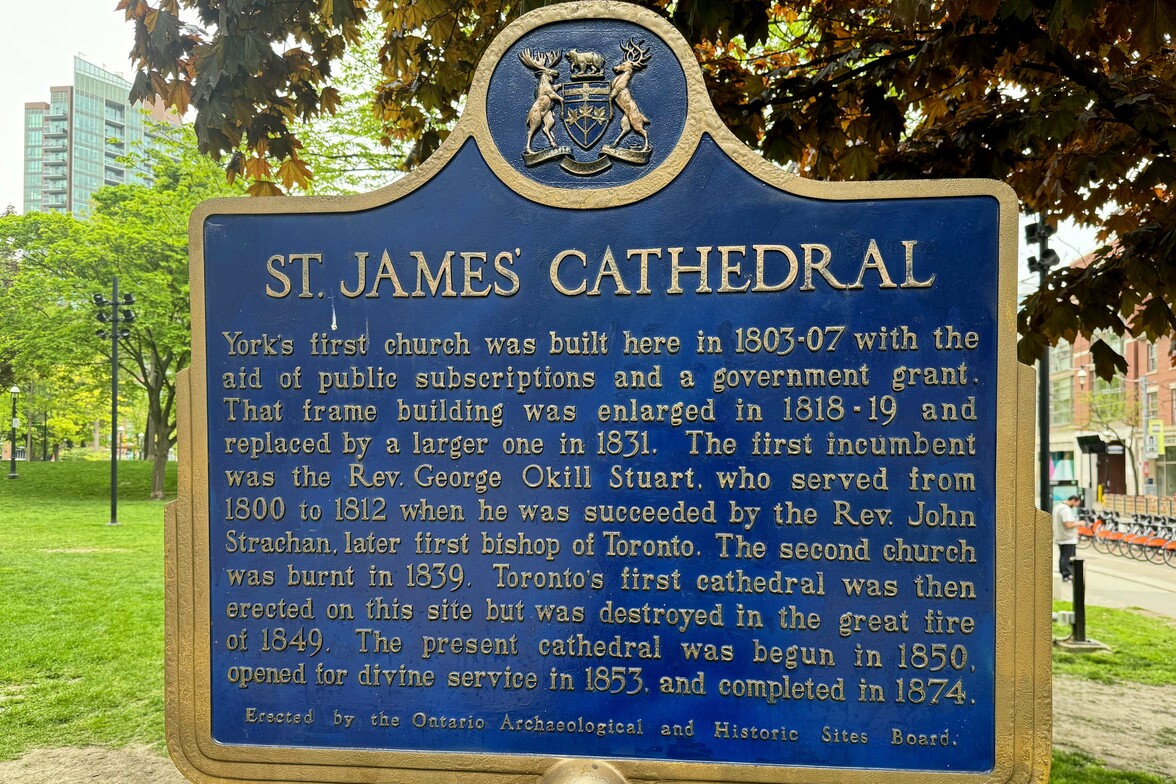 ST. JAMES' CATHEDRAL
York's first church was built here in 1803-07 with the
aid of public subscriptions and a government grant.
That frame building was enlarged in 1818-19 and
replaced by a larger one in 1831. The first incumbent
was the Rev. George Okill Stuart, who served from
1800 to 1812 when he was succeeded by the Rev. John
Strachan, later first bishop of Toronto. The second church
was burnt in 1839. Toronto's first cathedral was then
erected on this site but was destroyed in the great fire
of 1849. The present cathedral was begun in 1850,
opened for divine service in 1853, and completed in 1874.
Erected by the Ontario Archaeological and Historic Sites Board.